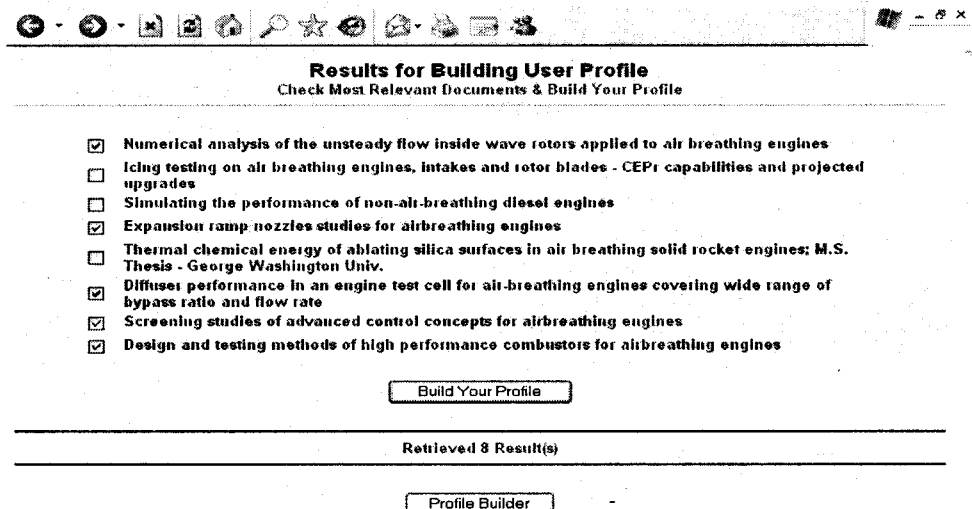 Results for Building User Profile
Check Most Relevant Documents & Build Your Profile
Numerical analysis of the unsteady flow inside wave rotors applied to air breathing engines
Icing testing on air breathing engines, intakes and rotor blades - CEPr capabilities and projected
upgrades
Simulating the performance of non-air-breathing diesel engines
Expansion ramp nozzles studies for airbreathing engines
Thermal chemical energy of ablating silica surfaces in air breathing solid rocket engines; M.S.
Thesis - George Washington Univ.
Diffuser performance in an engine test cell for air-breathing engines covering wide range of
bypass ratio and flow rate
Screening studies of advanced control concepts for airbreathing engines
Design and testing methods of high performance combustors for airbreathing engines
Build Your Profile
Retrieved 8 Result(s)
Profile Builder